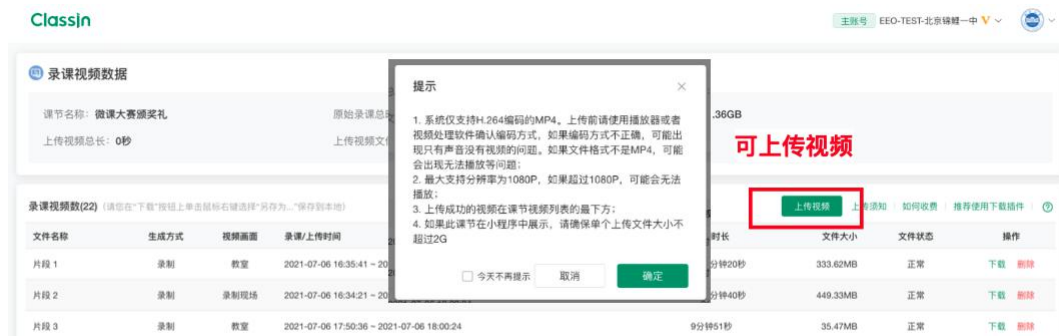 ClassIn
主账号 EEO-TEST-北京锦鲤一中 V
录课视频数据
课节名称：微课大赛颁奖礼 原始录课总 .36GB
上传视频总长：0秒 上传视频文
可上传视频
提示
1. 系统仅支持H.264编码的MP4。上传前请使用播放器或者
视频处理软件确认编码方式，如果编码方式不正确，可能出
现只有声音没有视频的问题。如果文件格式不是MP4，可能
会出现无法播放等问题；
2. 最大支持分辨率为1080P，如果超过1080P，可能会无法
播放；
3. 上传成功的视频在课节视频列表的最下方；
4. 如果此课节在小程序中展示，请确保单个上传文件大小不
超过2G
今天不再提示 取消 确定
录课视频数(22)（请您在"下载"按钮上单击鼠标右键选择"另存为..."保存到本地） 上传视频 上传须知 如何收费 推荐使用下载插件
文件名称 生成方式 视频画面 录课/上传时间 时长 文件大小 文件状态 操作
片段 1 录制 教室 2021-07-06 16:35:41 ~ 20 分钟20秒 333.62MB 正常 下载 删除
片段 2 录制 录制现场 2021-07-06 16:34:21 ~ 20 分钟40秒 449.33MB 正常 下载 删除
片段 3 录制 教室 2021-07-06 17:50:36 ~ 2021-07-06 18:00:24 9分钟51秒 35.47MB 正常 下载 删除